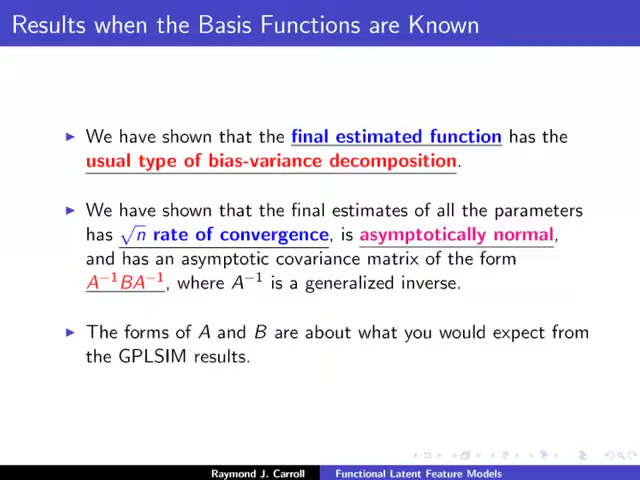 Results when the Basis Functions are Known
We have shown that the final estimated function has the
usual type of bias-variance decomposition.
We have shown that the final estimates of all the parameters
has √n rate of convergence, is asymptotically normal,
and has an asymptotic covariance matrix of the form
A⁻¹BA⁻¹, where A⁻¹ is a generalized inverse.
The forms of A and B are about what you would expect from
the GPLSIM results.
Raymond J. Carroll Functional Latent Feature Models